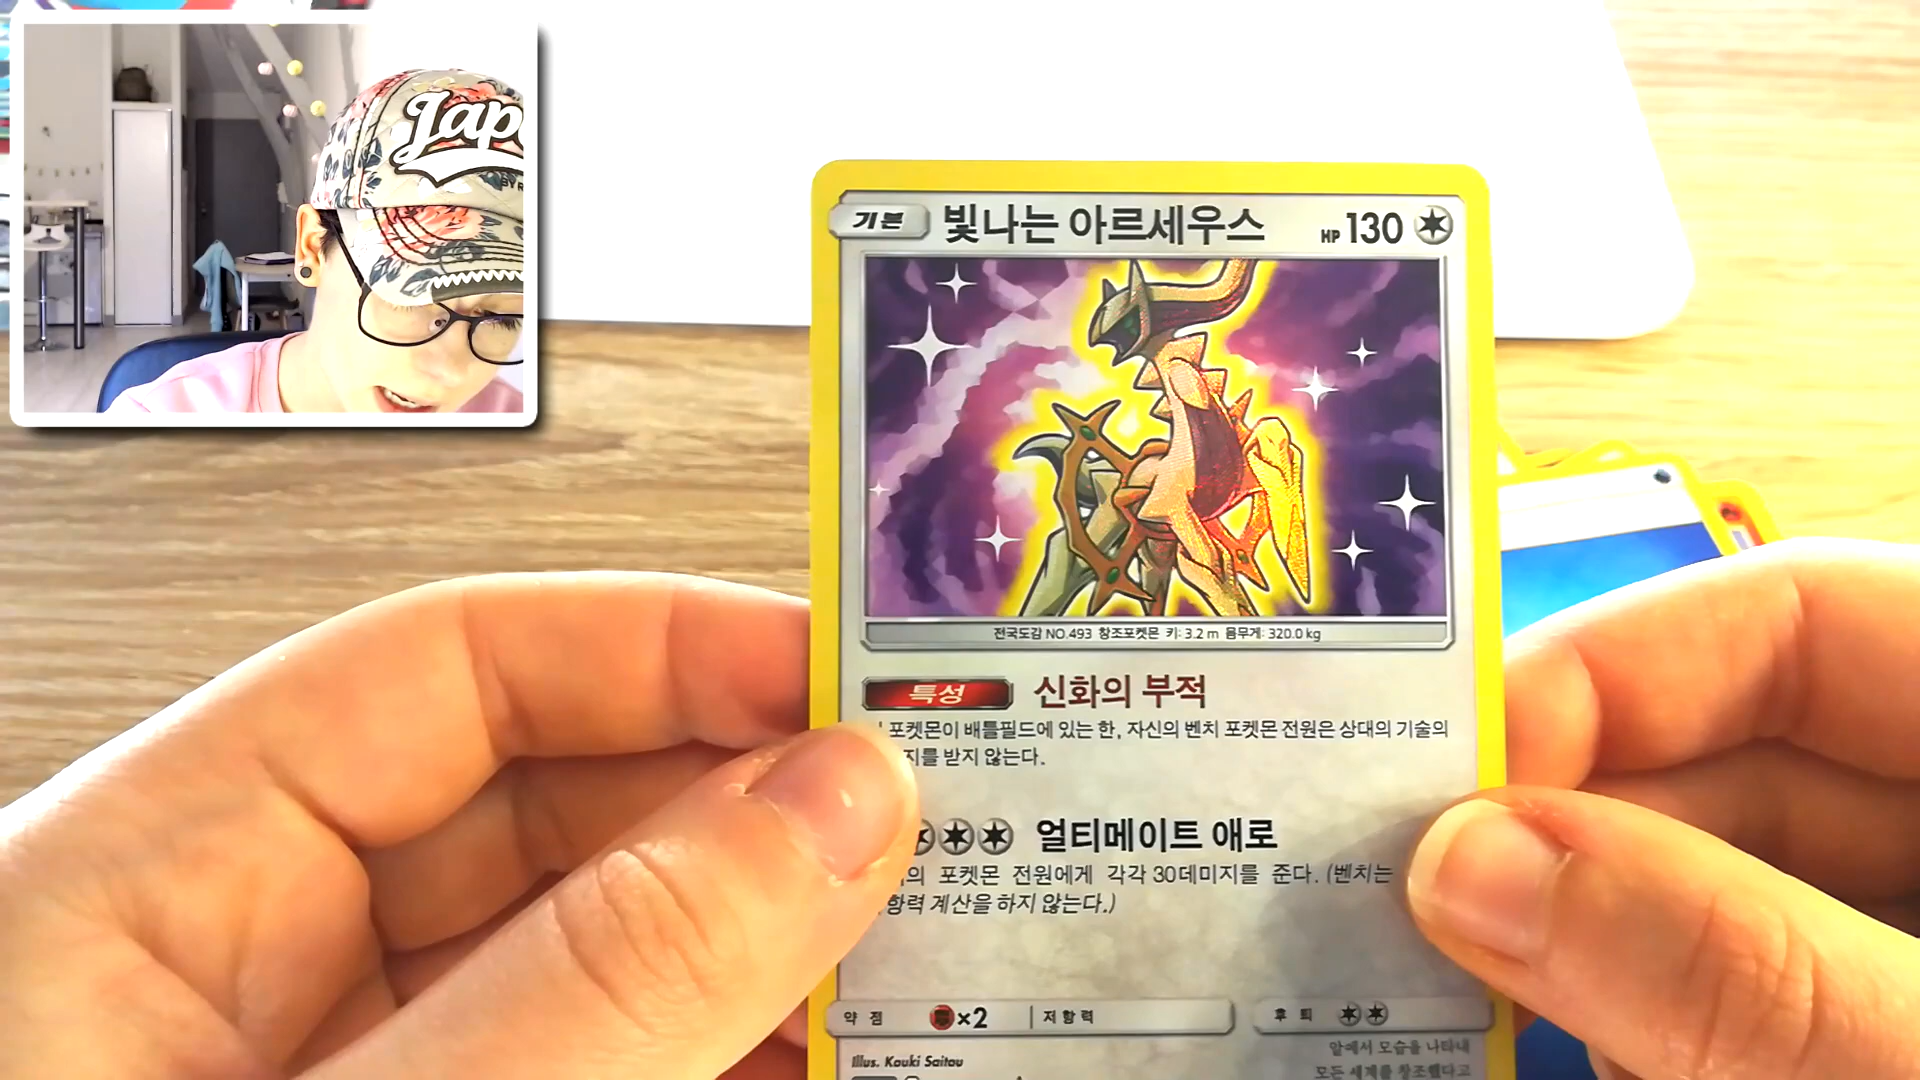 기본 빛나는 아르세우스 HP 130
전국도감 NO.493 창조포켓몬 키: 3.2 m 몸무게: 320.0 kg
특성 신화의 부적
포켓몬이 배틀필드에 있는 한, 자신의 벤치 포켓몬 전원은 상대의 기술의
지를 받지 않는다.
얼티메이트 애로
의 포켓몬 전원에게 각각 30데미지를 준다. (벤치는
항력 계산을 하지 않는다.)
약점 ×2 저항력 후퇴
Illus. Kouki Saitou
앞에서 모습을 나타내
모든 세계를 창조했다고